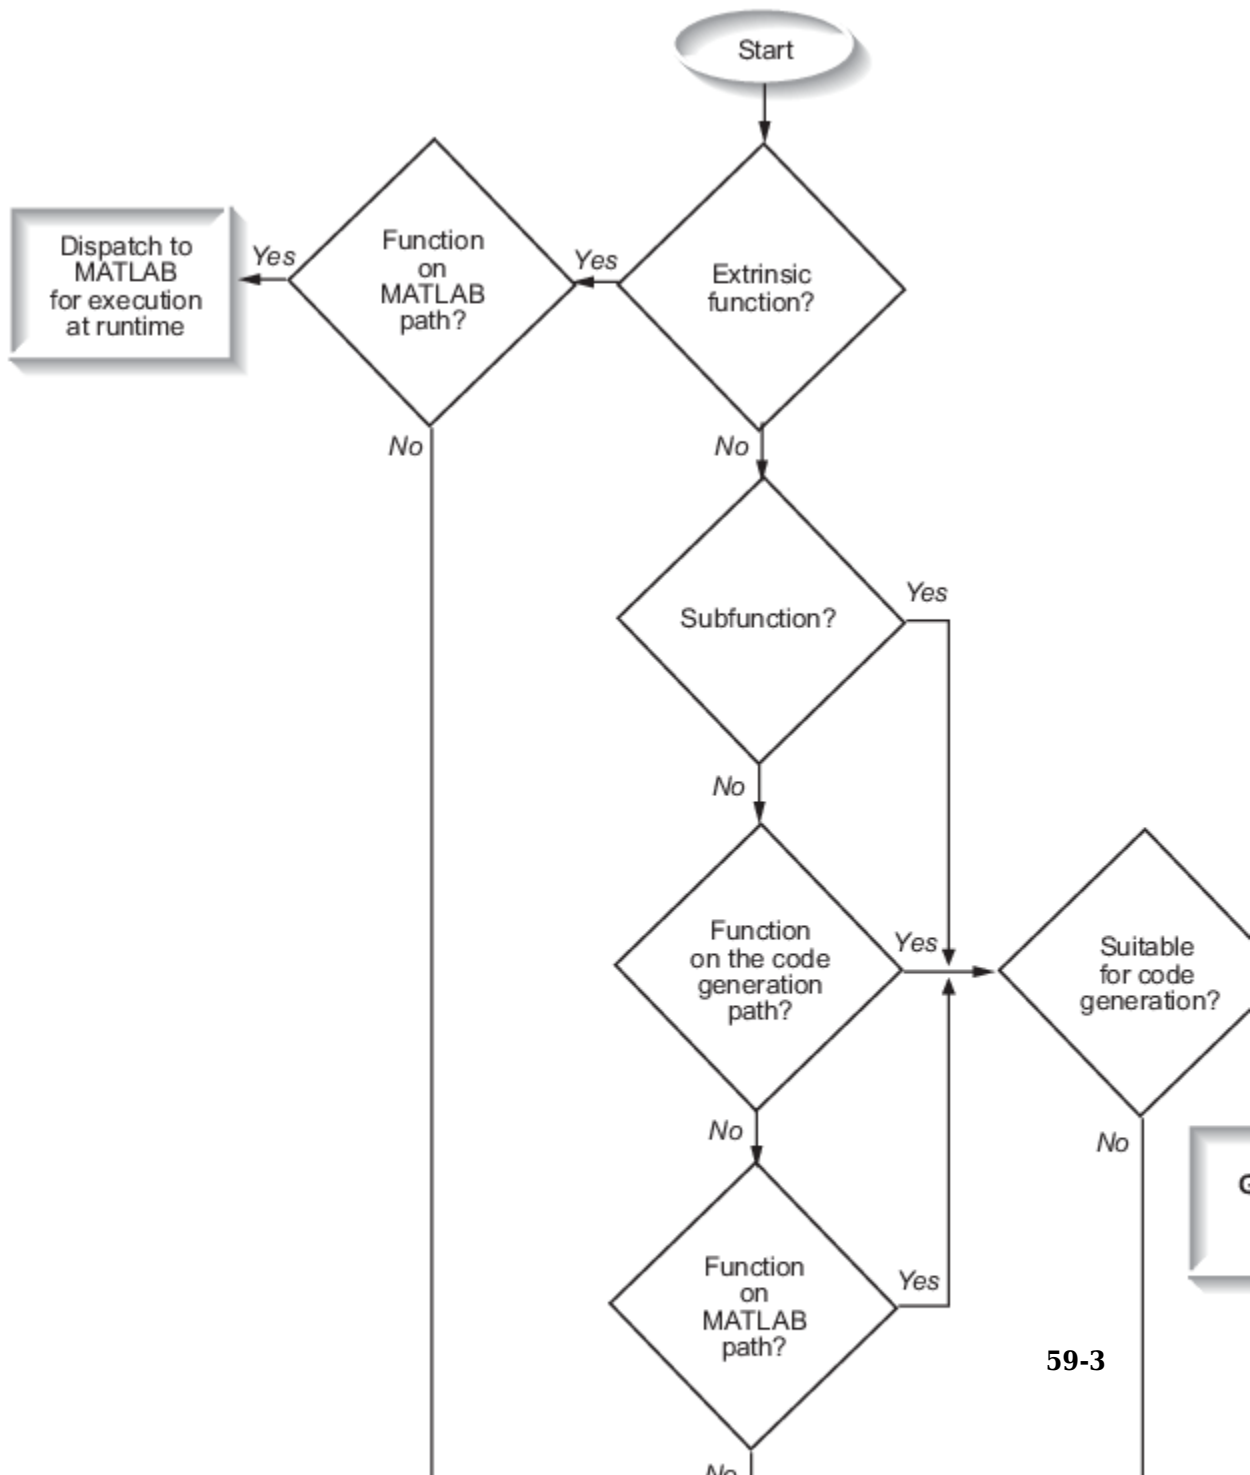 Start
Dispatch to
MATLAB
for execution
at runtime
Yes
Function
on
MATLAB
path?
Yes
Extrinsic
function?
No
No
Subfunction?
Yes
No
Function
on the code
generation
path?
Yes
Suitable
for code
generation?
No
No
Function
on
MATLAB
path?
Yes
59-3
No